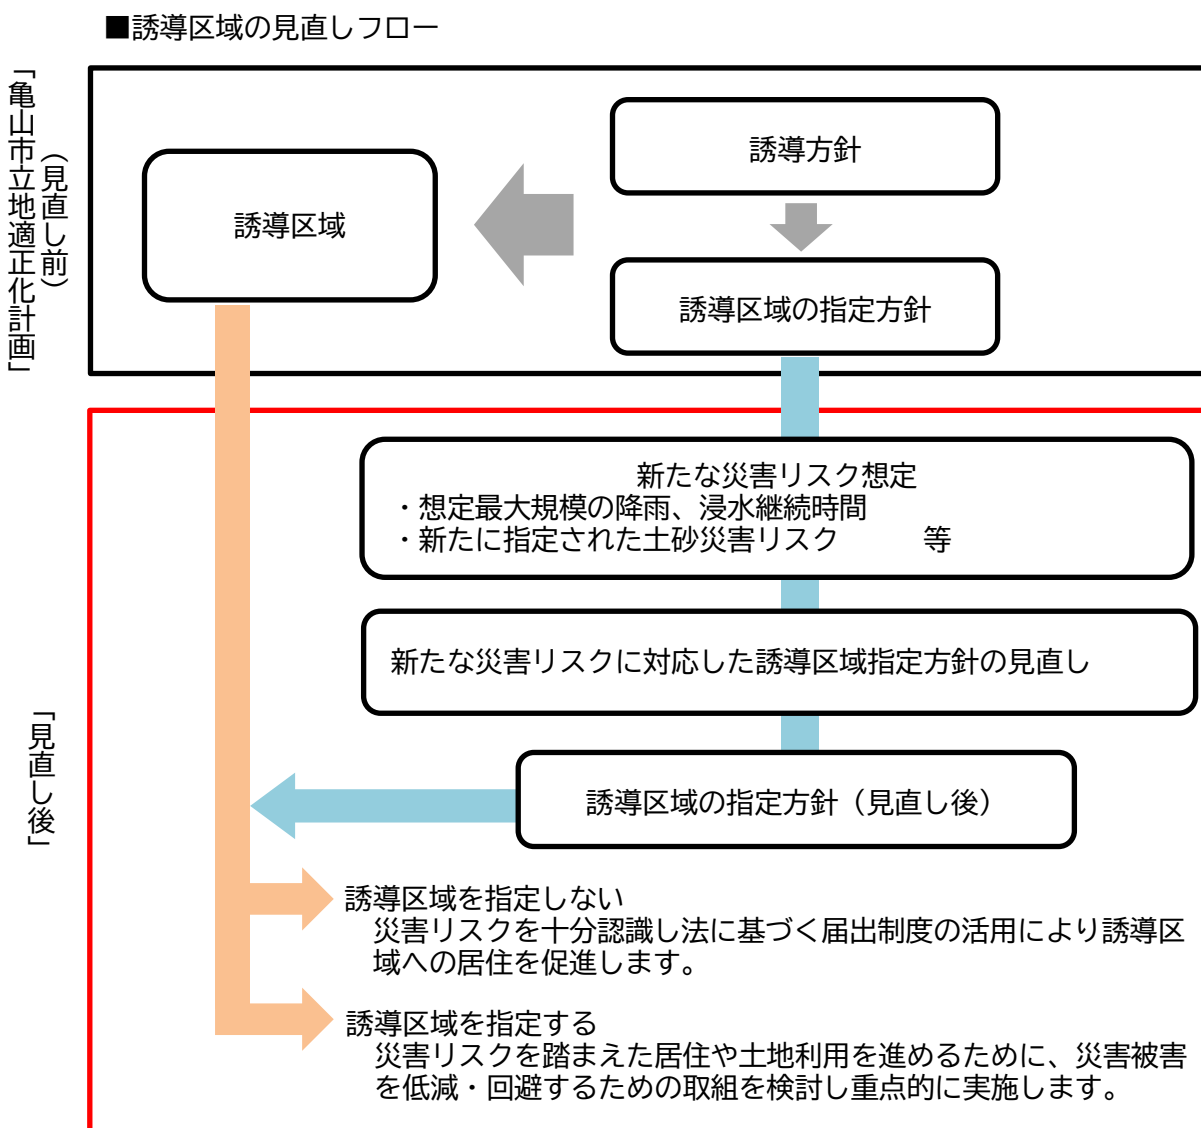 ■誘導区域の見直しフロー
「亀山市立地適正化計画」
（見直し前）
誘導方針
誘導区域
誘導区域の指定方針
新たな災害リスク想定
・想定最大規模の降雨、浸水継続時間
・新たに指定された土砂災害リスク　　　等
新たな災害リスクに対応した誘導区域指定方針の見直し
「見直し後」
誘導区域の指定方針（見直し後）
誘導区域を指定しない
災害リスクを十分認識し法に基づく届出制度の活用により誘導区
域への居住を促進します。
誘導区域を指定する
災害リスクを踏まえた居住や土地利用を進めるために、災害被害
を低減・回避するための取組を検討し重点的に実施します。